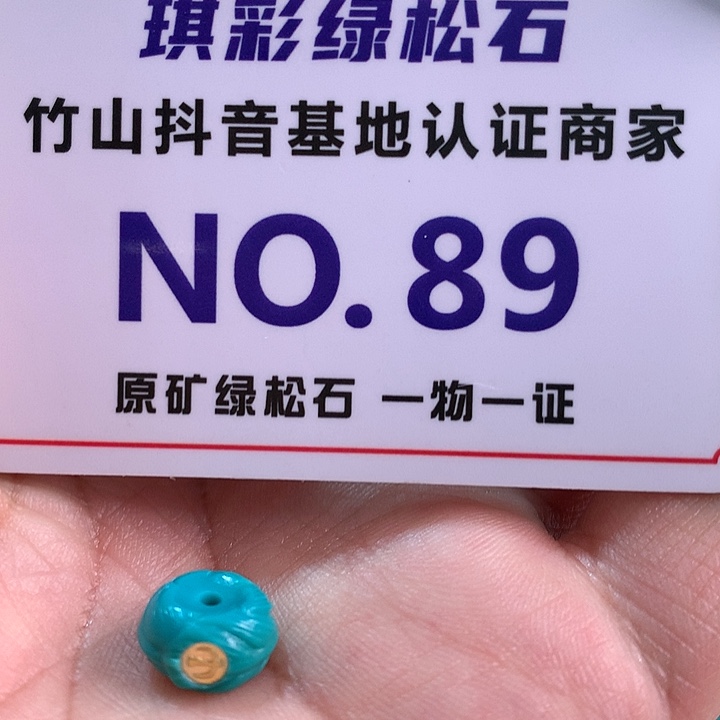 琪彩绿松石
竹山抖音基地认证商家
NO.89
原矿绿松石 一物一证